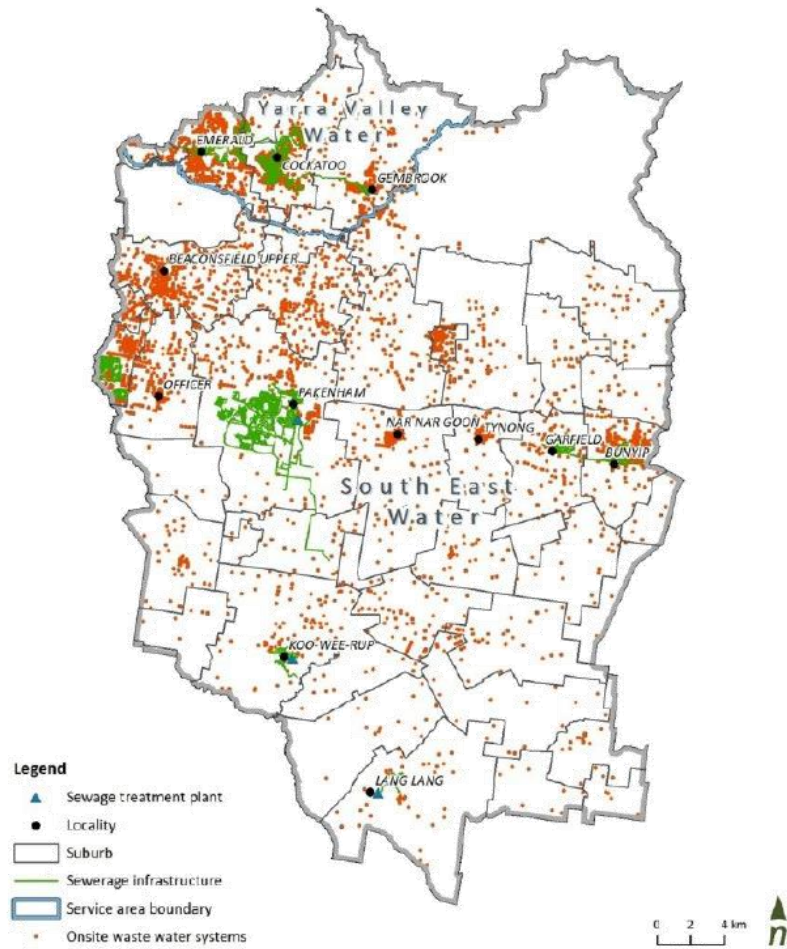 Yarra Valley
Water
EMERALD
COCKATOO
GEMBROOK
BEACONSFIELD UPPER
OFFICER
PAKENHAM
NAR NAR GOON
TYNONG
GARFIELD
BUNYIP
South East
Water
KOO-WEE-RUP
LANG LANG
Legend
Sewage treatment plant
Locality
Suburb
Sewerage infrastructure
Service area boundary
Onsite waste water systems
0 2 4 km
n